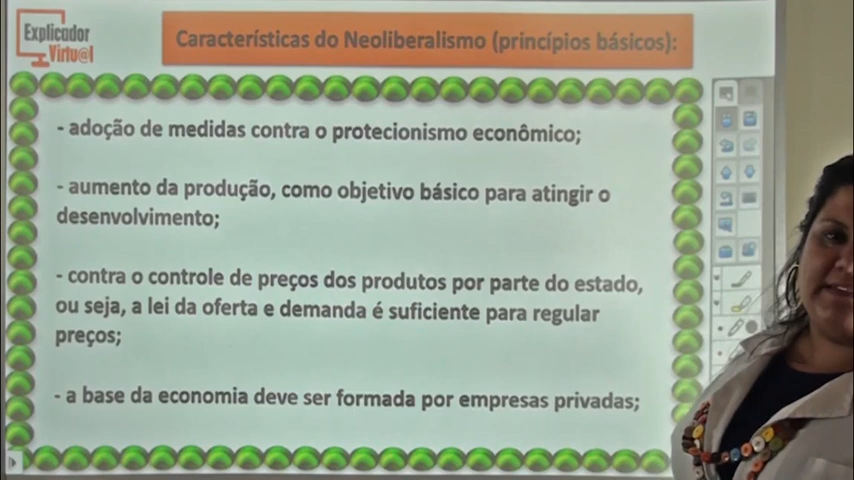 Explicador
Virtu@l
Características do Neoliberalismo (princípios básicos):
- adoção de medidas contra o protecionismo econômico;
- aumento da produção, como objetivo básico para atingir o
desenvolvimento;
- contra o controle de preços dos produtos por parte do estado,
ou seja, a lei da oferta e demanda é suficiente para regular
preços;
- a base da economia deve ser formada por empresas privadas;